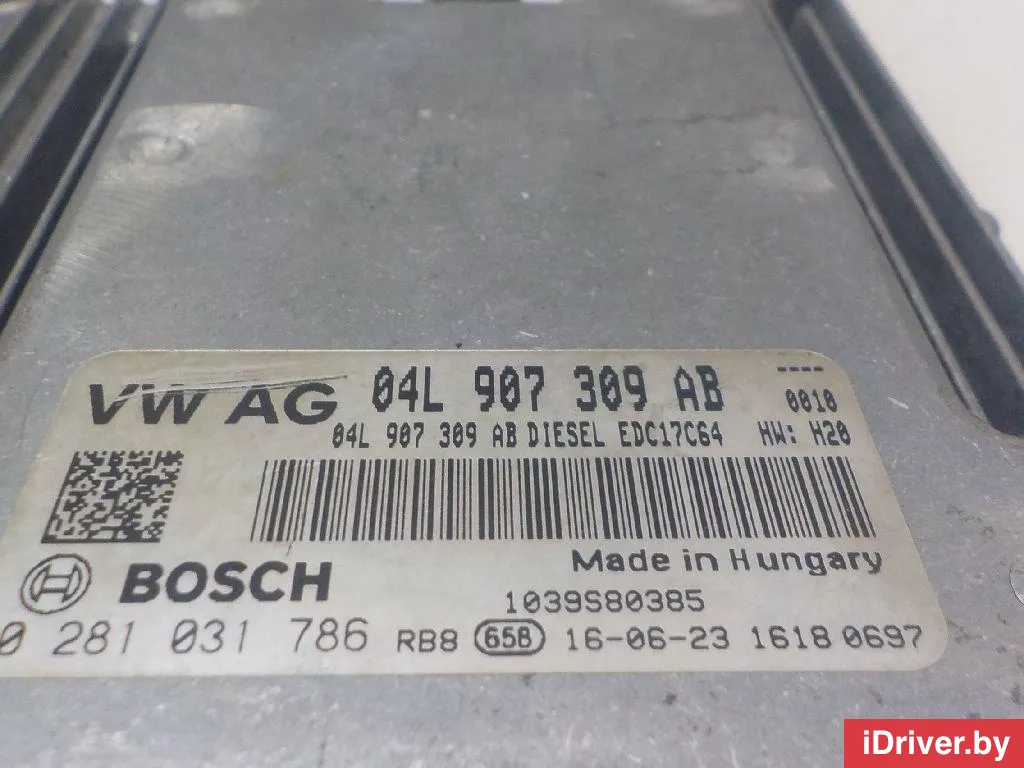 VW AG 04L 907 309 AB ----
0010
04L 907 309 AB DIESEL EDC17C64 HW: H20
Made in Hungary
BOSCH
1039S80385
0 281 031 786 RB8 65B 16-06-23 1618 0697
iDriver.by